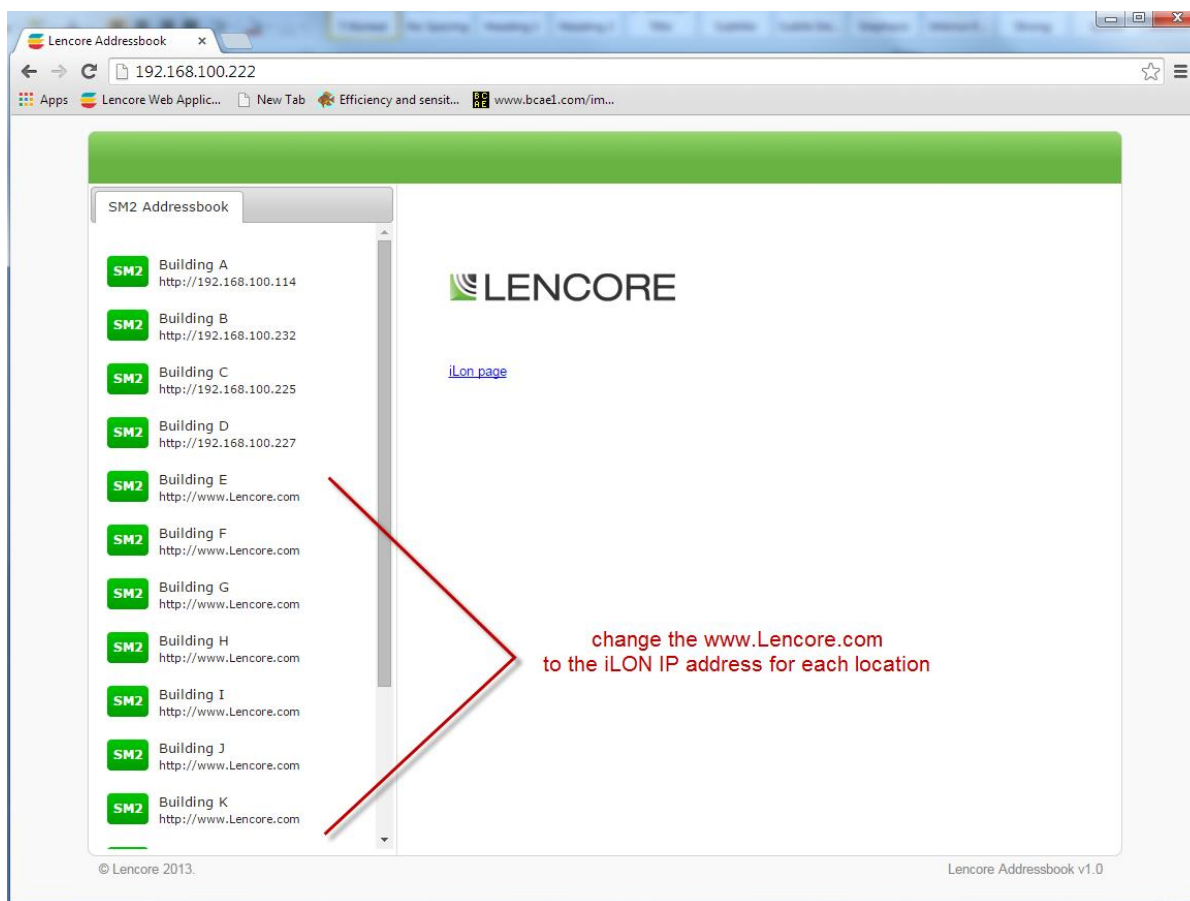 Lencore Addressbook
192.168.100.222
Apps Lencore Web Applic... New Tab Efficiency and sensit... BC AE www.bcae1.com/im...
SM2 Addressbook
SM2 Building A
http://192.168.100.114
SM2 Building B
http://192.168.100.232
SM2 Building C
http://192.168.100.225
SM2 Building D
http://192.168.100.227
SM2 Building E
http://www.Lencore.com
SM2 Building F
http://www.Lencore.com
SM2 Building G
http://www.Lencore.com
SM2 Building H
http://www.Lencore.com
SM2 Building I
http://www.Lencore.com
SM2 Building J
http://www.Lencore.com
SM2 Building K
http://www.Lencore.com
LENCORE
iLon page
change the www.Lencore.com
to the iLON IP address for each location
© Lencore 2013.
Lencore Addressbook v1.0